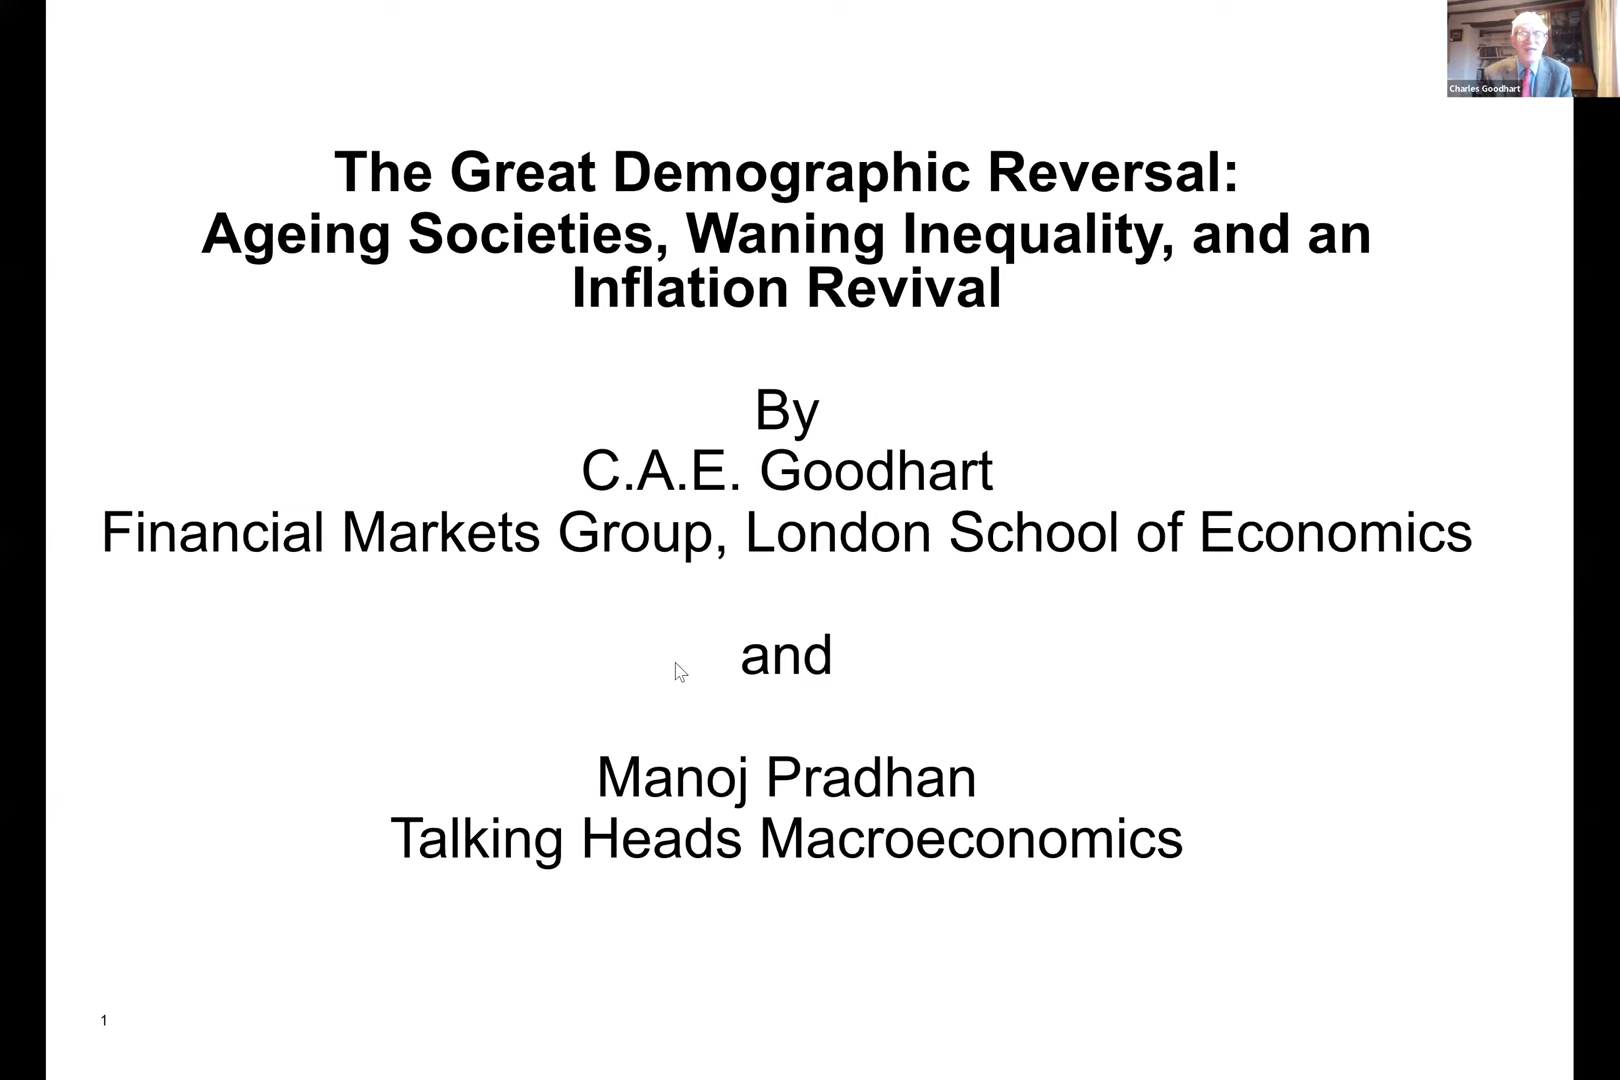 Charles Goodhart
The Great Demographic Reversal:
Ageing Societies, Waning Inequality, and an
Inflation Revival
By
C.A.E. Goodhart
Financial Markets Group, London School of Economics
and
Manoj Pradhan
Talking Heads Macroeconomics
1